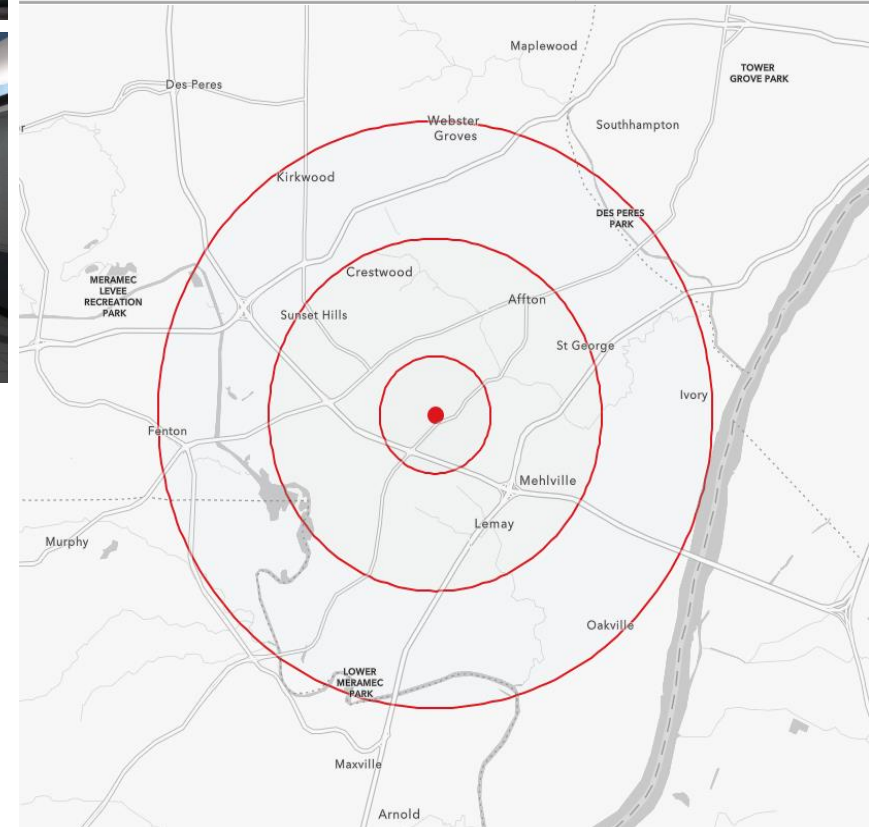 Maplewood
TOWER
GROVE PARK
Des Peres
Webster
Groves
Southhampton
Kirkwood
DES PERES
PARK
Crestwood
MERAMEC
LEVEE
RECREATION
PARK
Affton
Sunset Hills
St George
Ivory
Fenton
Mehlville
Lemay
Murphy
Oakville
LOWER
MERAMEC
PARK
Maxville
Arnold